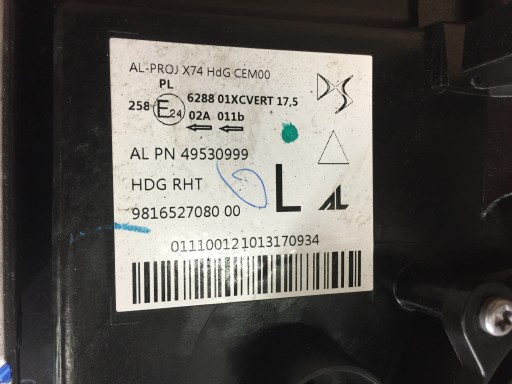 AL-PROJ X74 HdG CEM00
PL
258 E24 6288 01XCVERT 17,5
02A 011b
AL PN 49530999
HDG RHT
9816527080 00
L
AL
DS
011100121013170934